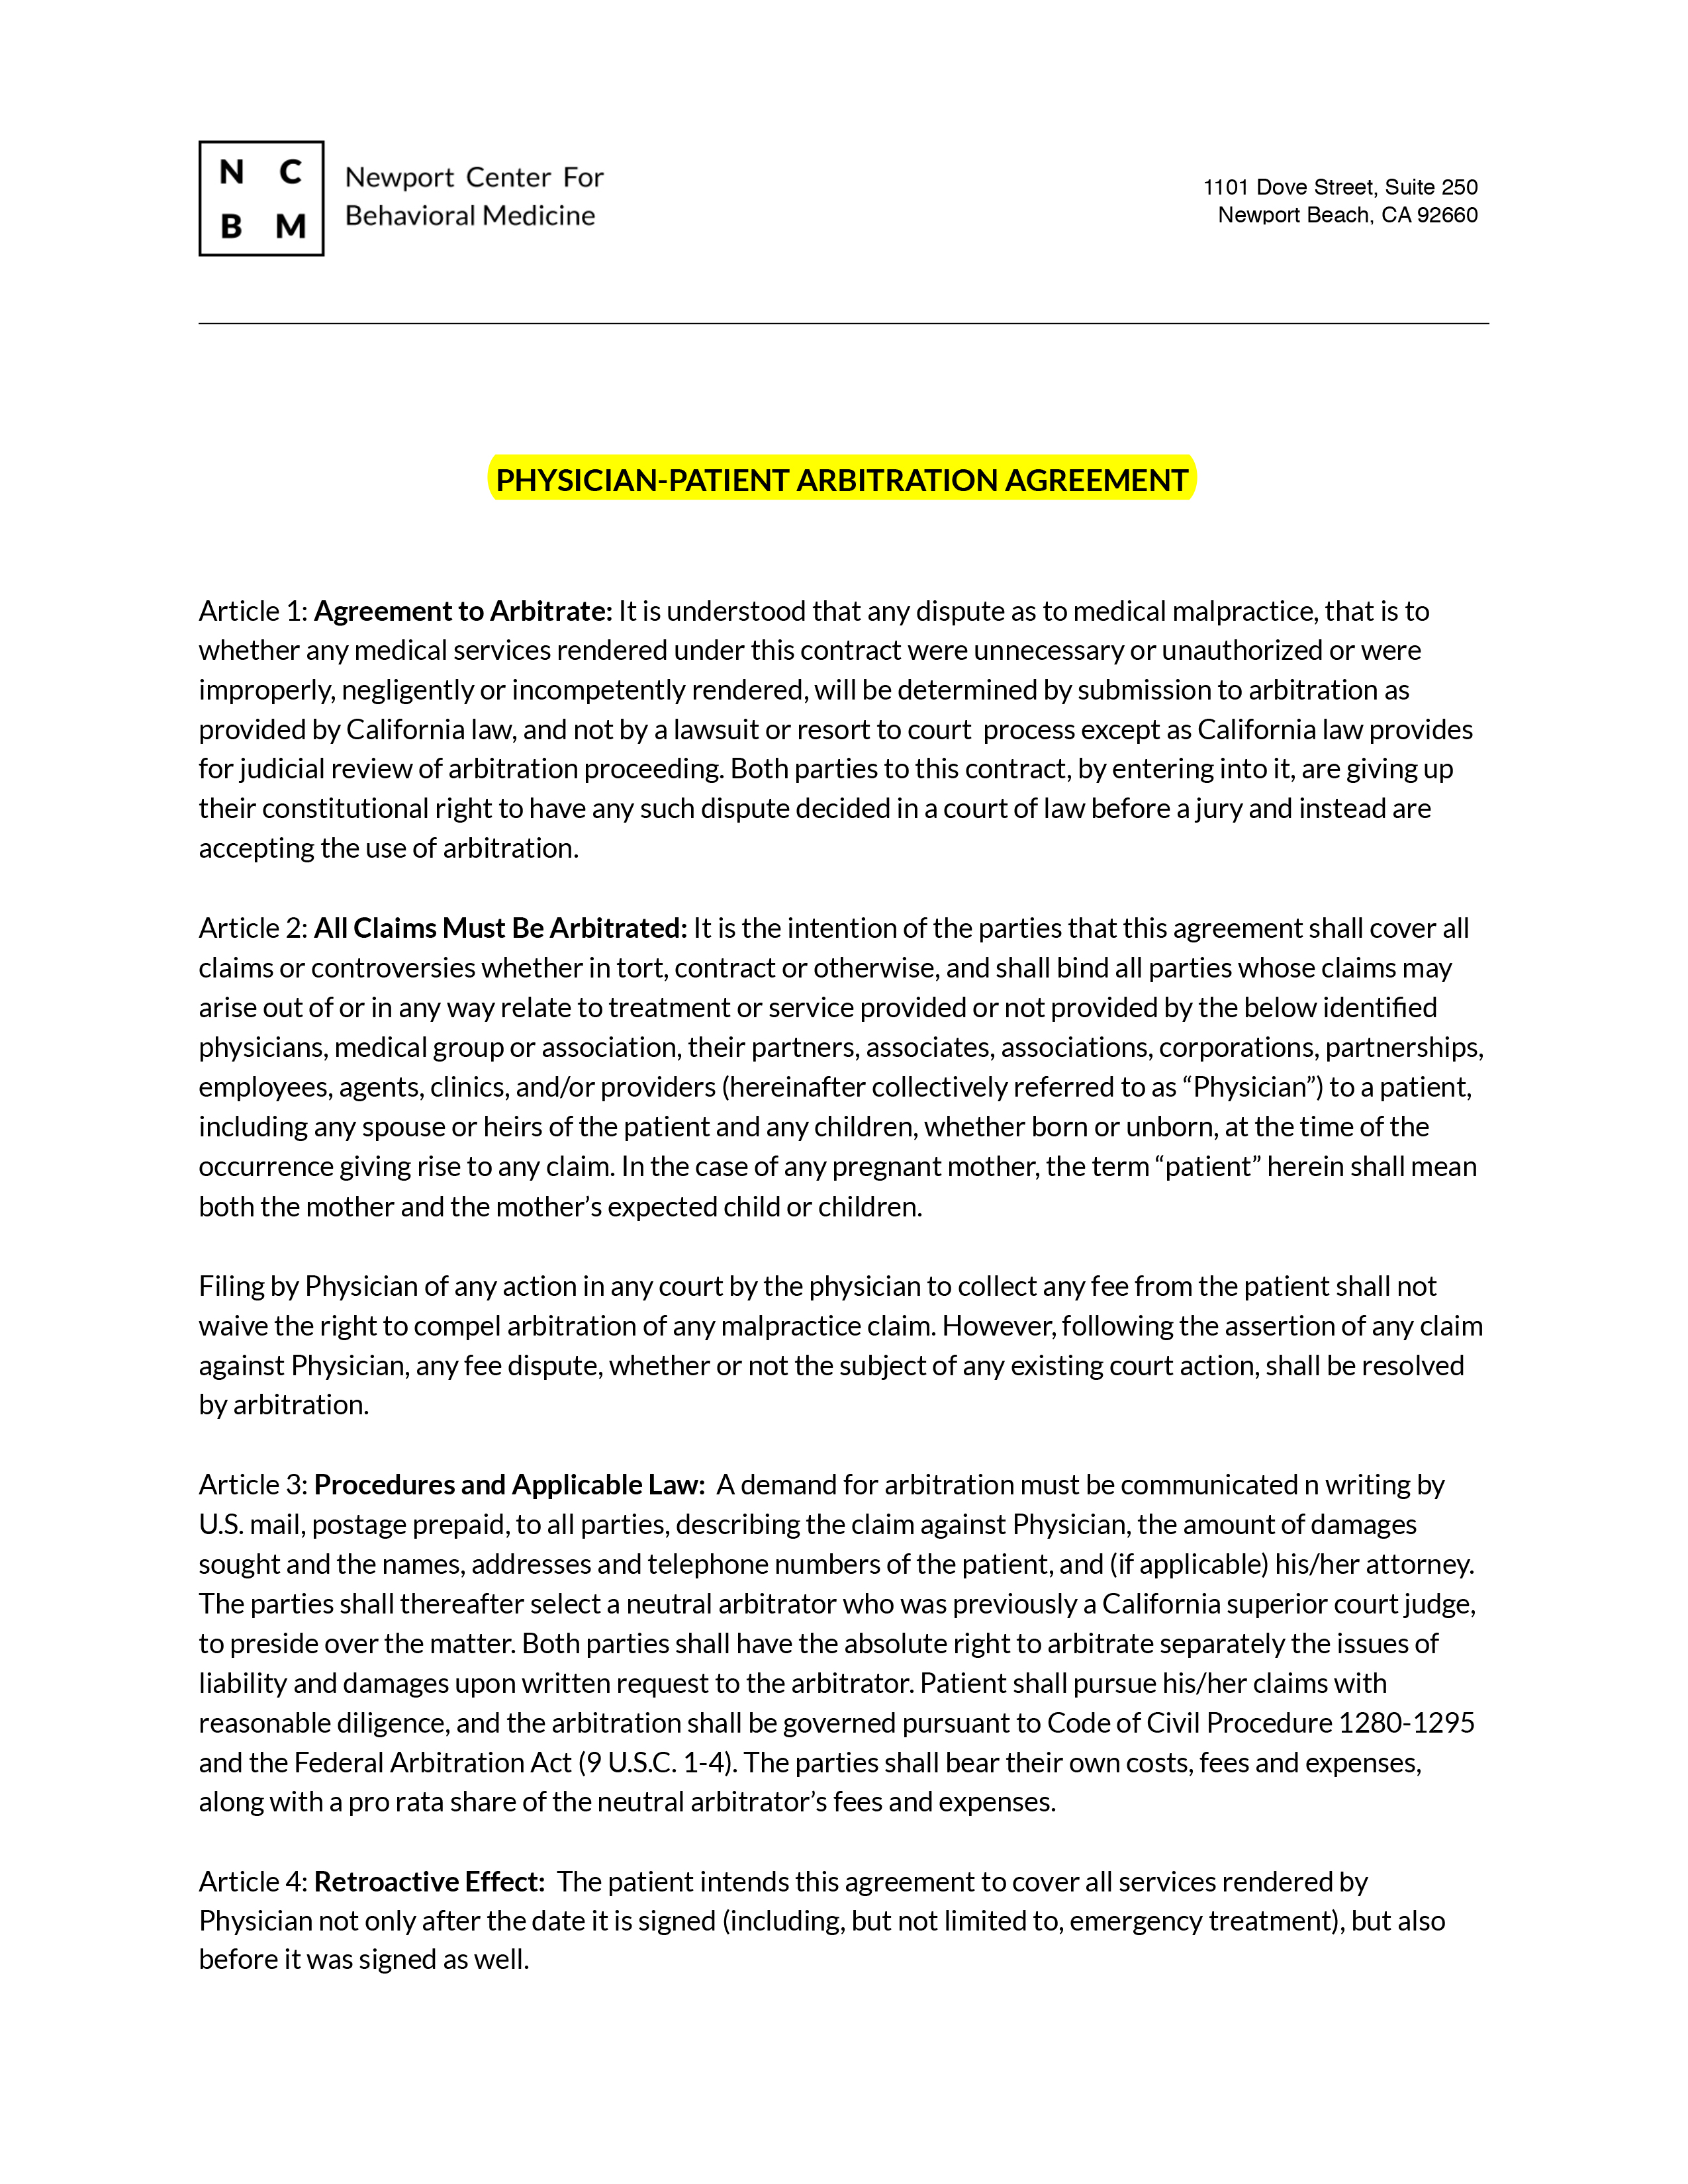 N C
B M
Newport Center For
Behavioral Medicine
1101 Dove Street, Suite 250
Newport Beach, CA 92660
PHYSICIAN-PATIENT ARBITRATION AGREEMENT
Article 1: Agreement to Arbitrate: It is understood that any dispute as to medical malpractice, that is to
whether any medical services rendered under this contract were unnecessary or unauthorized or were
improperly, negligently or incompetently rendered, will be determined by submission to arbitration as
provided by California law, and not by a lawsuit or resort to court  process except as California law provides
for judicial review of arbitration proceeding. Both parties to this contract, by entering into it, are giving up
their constitutional right to have any such dispute decided in a court of law before a jury and instead are
accepting the use of arbitration.
Article 2: All Claims Must Be Arbitrated: It is the intention of the parties that this agreement shall cover all
claims or controversies whether in tort, contract or otherwise, and shall bind all parties whose claims may
arise out of or in any way relate to treatment or service provided or not provided by the below identified
physicians, medical group or association, their partners, associates, associations, corporations, partnerships,
employees, agents, clinics, and/or providers (hereinafter collectively referred to as “Physician”) to a patient,
including any spouse or heirs of the patient and any children, whether born or unborn, at the time of the
occurrence giving rise to any claim. In the case of any pregnant mother, the term “patient” herein shall mean
both the mother and the mother’s expected child or children.
Filing by Physician of any action in any court by the physician to collect any fee from the patient shall not
waive the right to compel arbitration of any malpractice claim. However, following the assertion of any claim
against Physician, any fee dispute, whether or not the subject of any existing court action, shall be resolved
by arbitration.
Article 3: Procedures and Applicable Law:  A demand for arbitration must be communicated n writing by
U.S. mail, postage prepaid, to all parties, describing the claim against Physician, the amount of damages
sought and the names, addresses and telephone numbers of the patient, and (if applicable) his/her attorney.
The parties shall thereafter select a neutral arbitrator who was previously a California superior court judge,
to preside over the matter. Both parties shall have the absolute right to arbitrate separately the issues of
liability and damages upon written request to the arbitrator. Patient shall pursue his/her claims with
reasonable diligence, and the arbitration shall be governed pursuant to Code of Civil Procedure 1280-1295
and the Federal Arbitration Act (9 U.S.C. 1-4). The parties shall bear their own costs, fees and expenses,
along with a pro rata share of the neutral arbitrator’s fees and expenses.
Article 4: Retroactive Effect:  The patient intends this agreement to cover all services rendered by
Physician not only after the date it is signed (including, but not limited to, emergency treatment), but also
before it was signed as well.